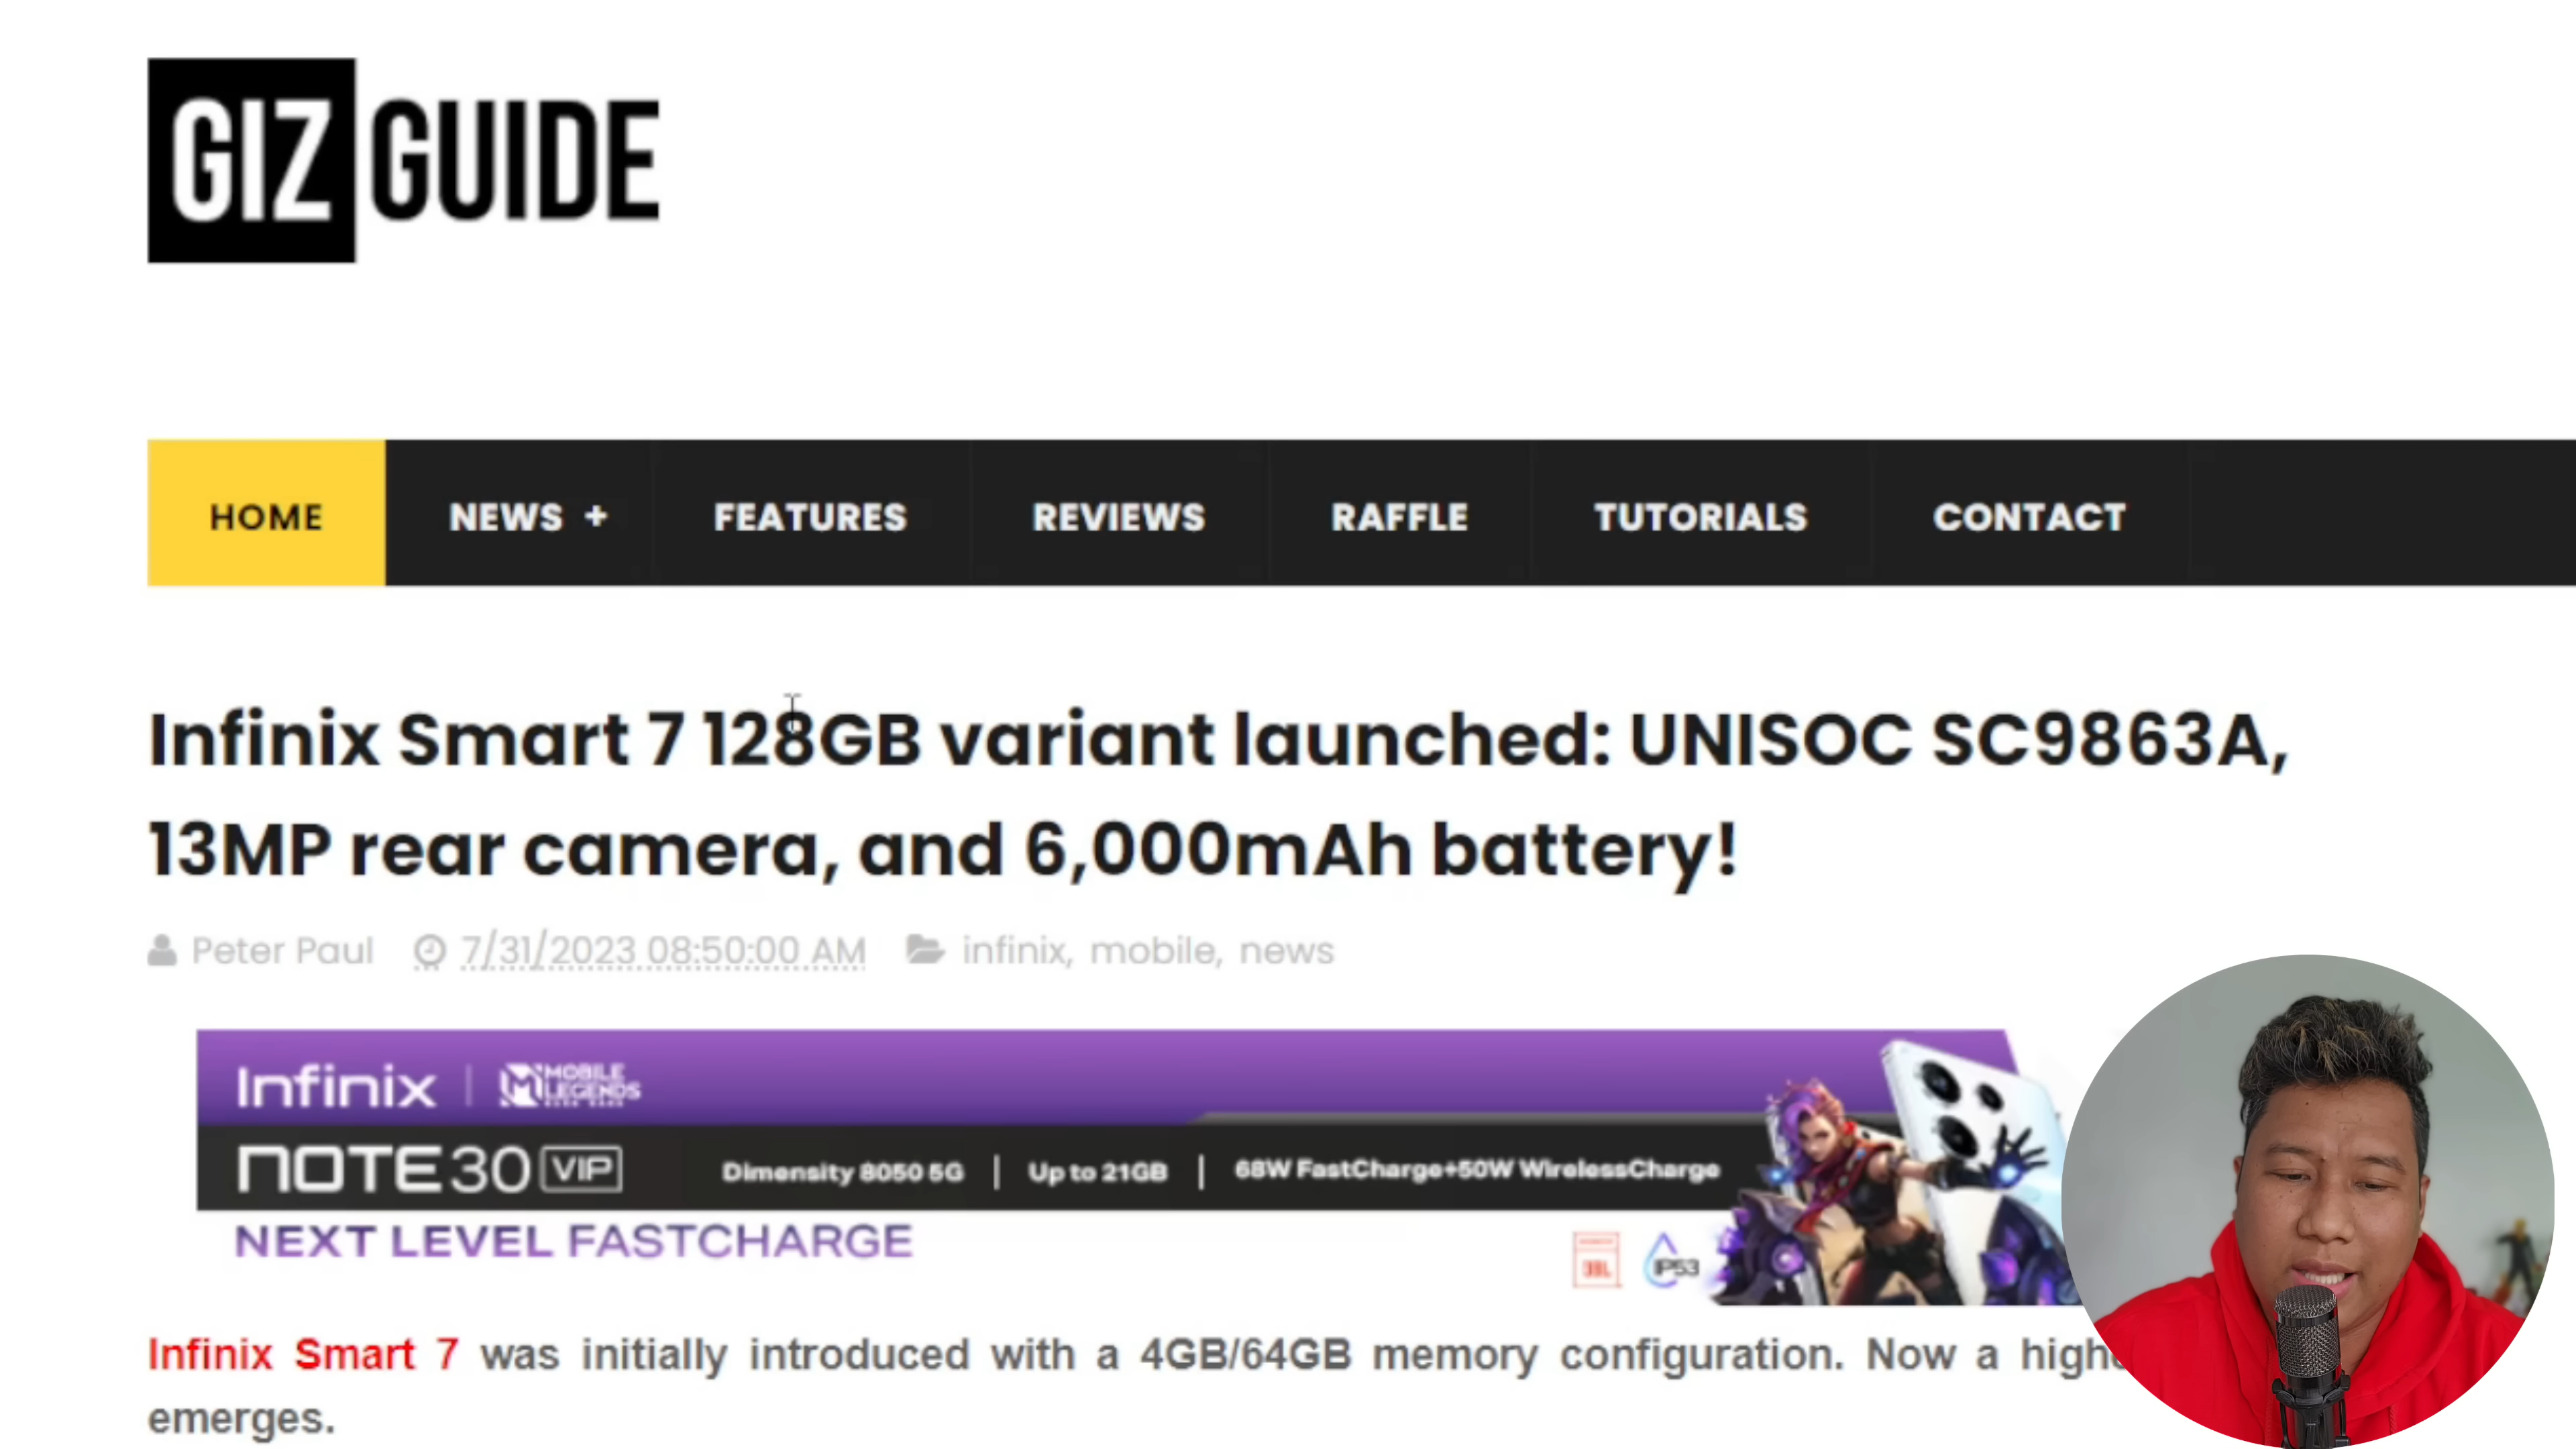 GIZ GUIDE
HOME NEWS + FEATURES REVIEWS RAFFLE TUTORIALS CONTACT
Infinix Smart 7 128GB variant launched: UNISOC SC9863A,
13MP rear camera, and 6,000mAh battery!
Peter Paul 7/31/2023 08:50:00 AM infinix, mobile, news
Infinix | MOBILE LEGENDS
NOTE 30 VIP Dimensity 8050 5G | Up to 21GB | 68W FastCharge+50W WirelessCharge
NEXT LEVEL FASTCHARGE
JBL IP53
Infinix Smart 7 was initially introduced with a 4GB/64GB memory configuration. Now a
emerges.